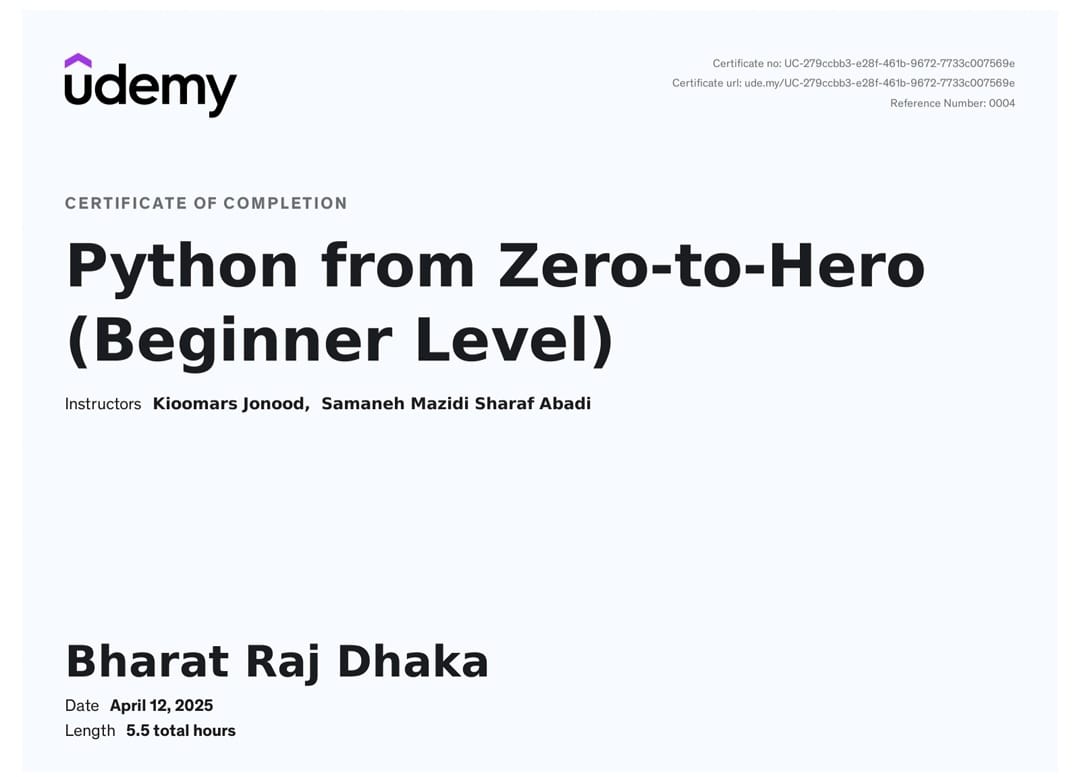 udemy
Certificate no: UC-279ccbb3-e28f-461b-9672-7733c007569e
Certificate url: ude.my/UC-279ccbb3-e28f-461b-9672-7733c007569e
Reference Number: 0004
CERTIFICATE OF COMPLETION
Python from Zero-to-Hero
(Beginner Level)
Instructors Kioomars Jonood, Samaneh Mazidi Sharaf Abadi
Bharat Raj Dhaka
Date April 12, 2025
Length 5.5 total hours